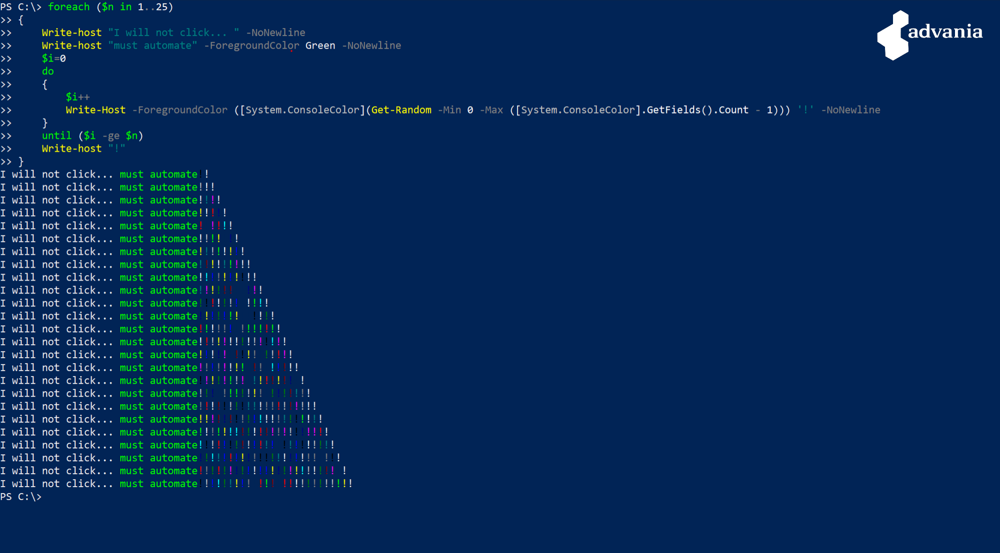 PS C:\> foreach ($n in 1..25)
>> {
>>     Write-host "I will not click... " -NoNewline
>>     Write-host "must automate" -ForegroundColor Green -NoNewline
>>     $i=0
>>     do
>>     {
>>         $i++
>>         Write-Host -ForegroundColor ([System.ConsoleColor](Get-Random -Min 0 -Max ([System.ConsoleColor].GetFields().Count - 1))) '!' -NoNewline
>>     }
>>     until ($i -ge $n)
>>     Write-host "!"
>> }
I will not click... must automate!!
I will not click... must automate!!!
I will not click... must automate!!!!
I will not click... must automate!!!!!
I will not click... must automate! !!!!
I will not click... must automate!!!! !!
I will not click... must automate!!!!!!!!
I will not click... must automate!!!!!!!!!
I will not click... must automate!!!!!!!!!!
I will not click... must automate!!!!!!  !!!
I will not click... must automate!!!!!!! !!!!
I will not click... must automate!!!!!!!  !!!!
I will not click... must automate!!!!!! !!!!!!!
I will not click... must automate!!!!!!!!!!!!!!!
I will not click... must automate!!!!! !!!! !!!!!
I will not click... must automate!!!!!!!! !! !!!!!
I will not click... must automate!!!!!!!! !!!!!!! !
I will not click... must automate!!! !!!!!!! !!!!!!!
I will not click... must automate!!!!!!!!!!!!!!!!!!!!
I will not click... must automate!!!!!!!!!!!!!!!!!!!!!
I will not click... must automate!!!!!!!!!!!!!!!!!!!!!!
I will not click... must automate!!!!!!!!!!!!! !!!!!!!!!
I will not click... must automate!!!!!!!!!!!!!!!!!!!! !!!
I will not click... must automate!!!!!!!!!!!!!!!!!!!!!!! !
I will not click... must automate!!!!!!!!! !!! !!!!!!!!!!!!
PS C:\>
advania